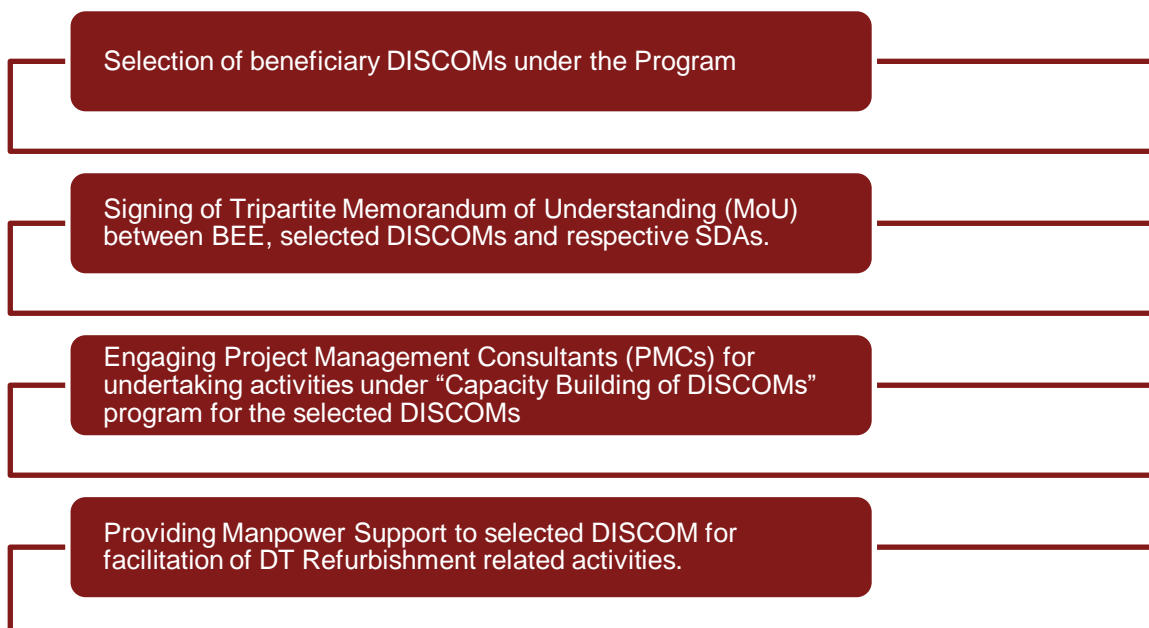 Selection of beneficiary DISCOMs under the Program
Signing of Tripartite Memorandum of Understanding (MoU)
between BEE, selected DISCOMs and respective SDAs.
Engaging Project Management Consultants (PMCs) for
undertaking activities under “Capacity Building of DISCOMs”
program for the selected DISCOMs
Providing Manpower Support to selected DISCOM for
facilitation of DT Refurbishment related activities.